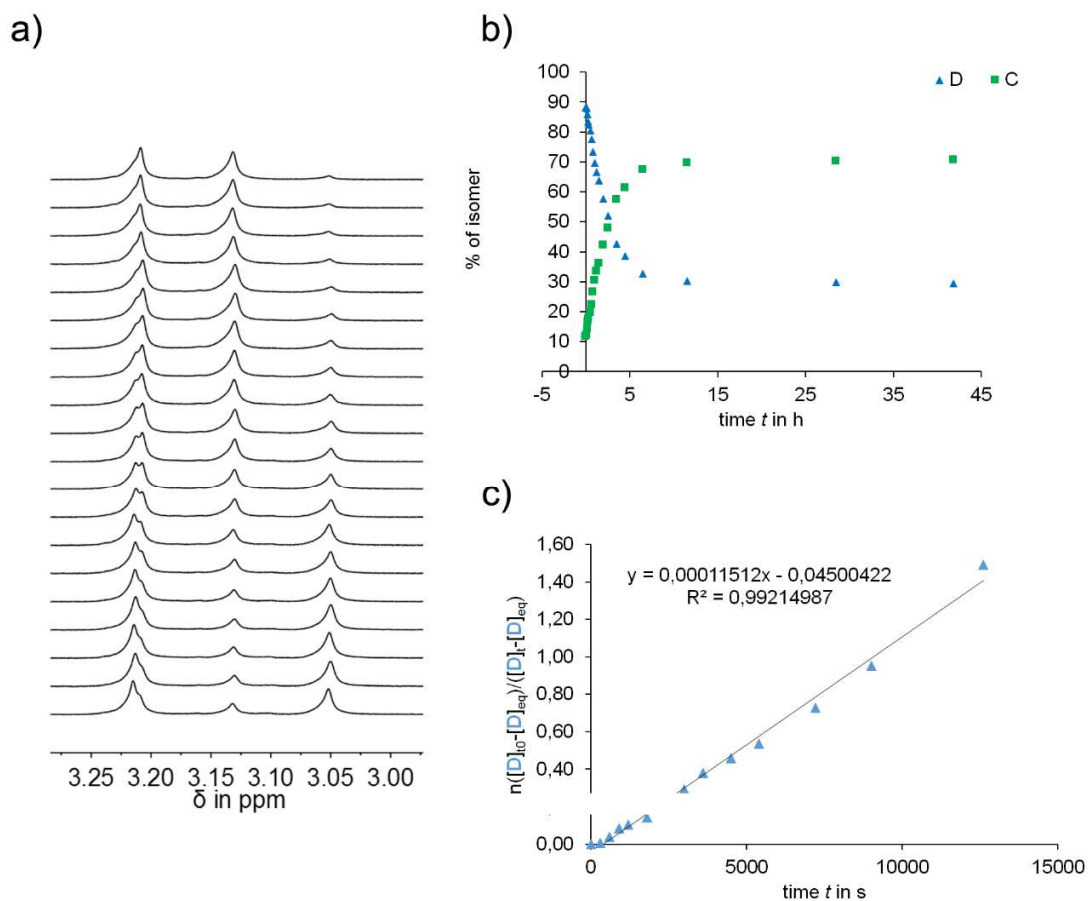 a)
3.25 3.20 3.15 3.10 3.05 3.00
δ in ppm
b)
D C
100
90
80
70
60
50
40
30
20
10
0
% of isomer
-5 5 15 25 35 45
time t in h
c)
1,60
1,40
1,20
1,00
0,80
0,60
0,40
0,00
n([D]t0-[D]eq)/([D]t-[D]eq)
y = 0,00011512x - 0,04500422
R² = 0,99214987
0 5000 10000 15000
time t in s